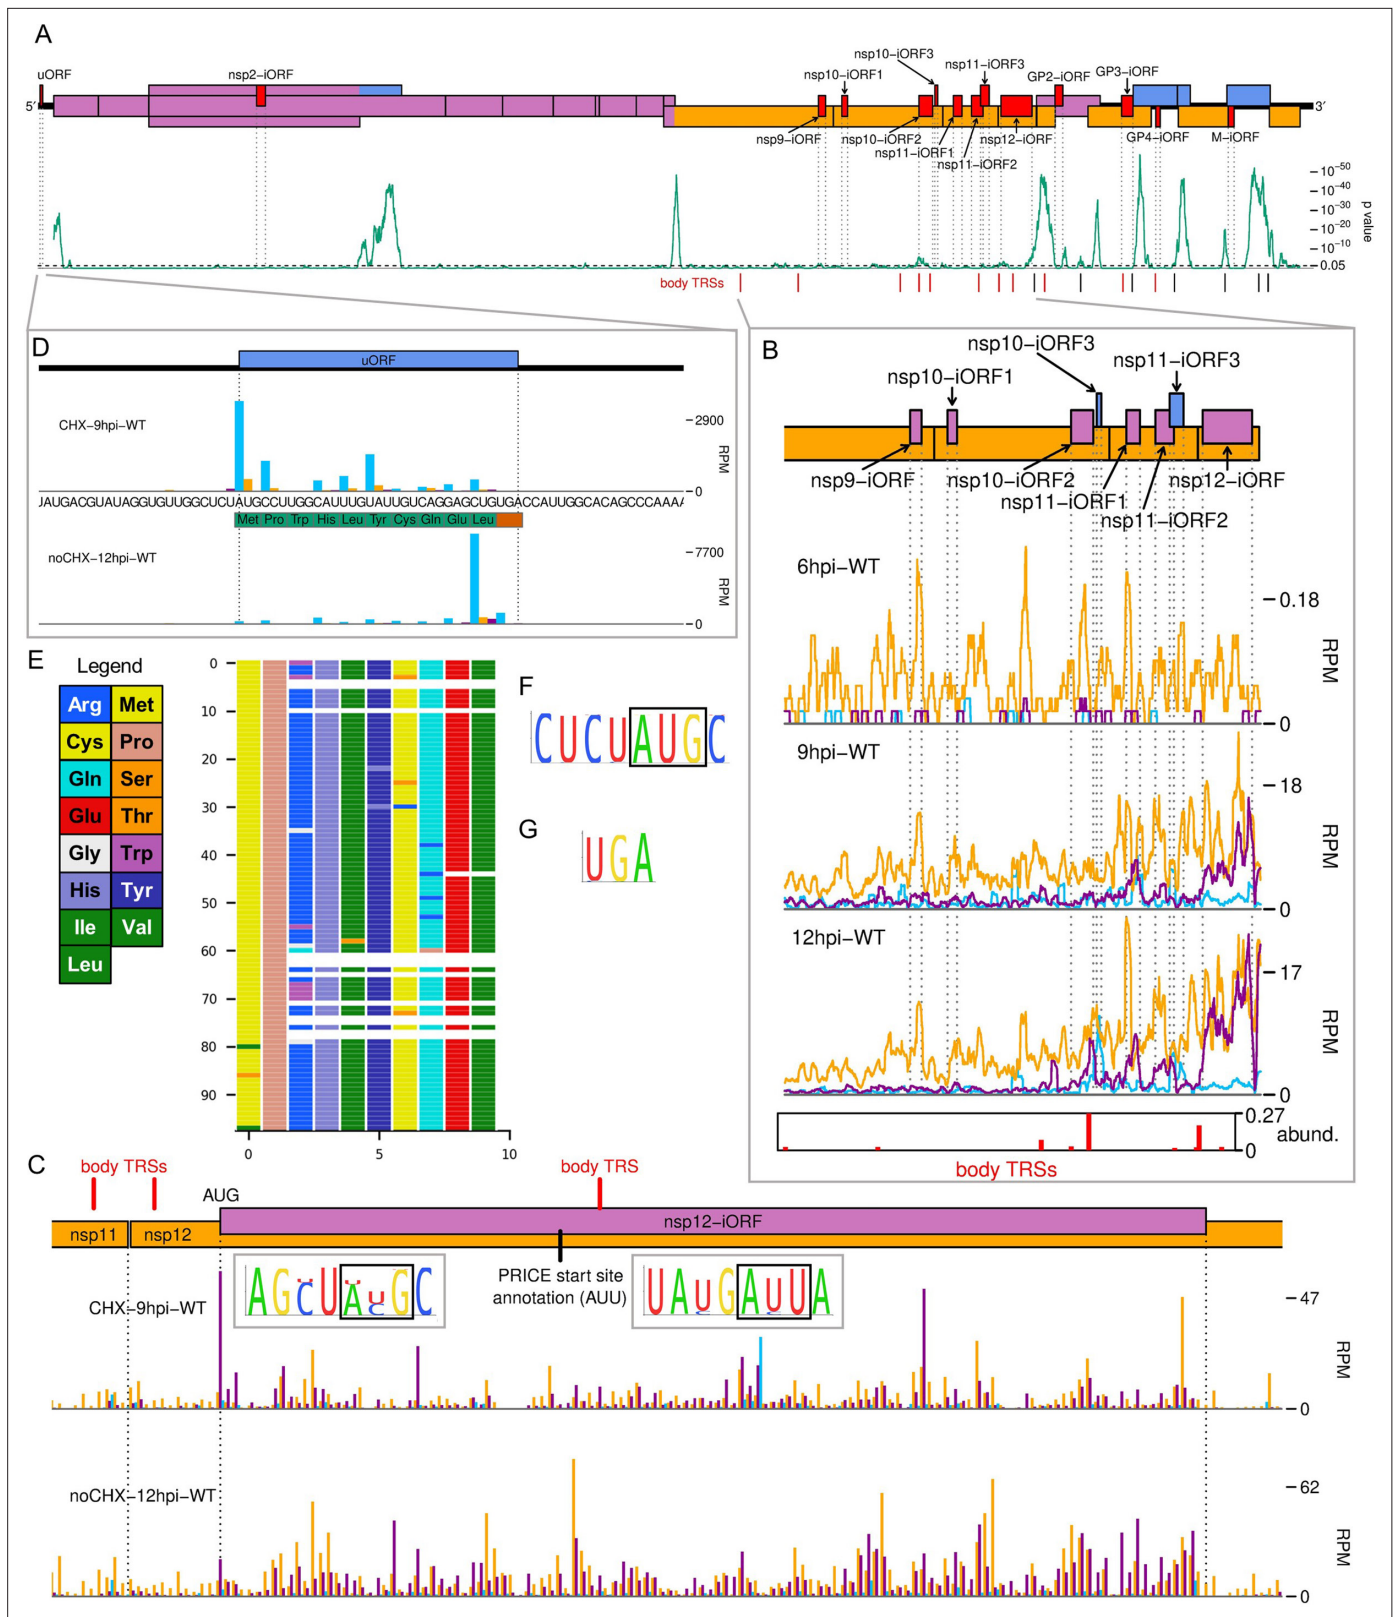 A
nsp10−iORF3
uORF
nsp2−iORF
nsp10−iORF1
nsp11−iORF3
GP2−iORF
GP3−iORF
5′
3′
nsp9−iORF
nsp10−iORF2
nsp11−iORF1
nsp11−iORF2
nsp12−iORF
GP4−iORF
M−iORF
10−50
10−40
10−30
10−20
10−10
0.05
p value
body TRSs
D
uORF
CHX−9hpi−WT
2900
RPM
0
UAUGACGUAUAGGUGUUGGCUCUAUGCCUUGGCAUUUGUAUUGUCAGGAGCUGUGACCAUUGGCACAGCCCAAAA
Met Pro Trp His Leu Tyr Cys Gln Glu Leu
noCHX−12hpi−WT
7700
RPM
0
B
nsp10−iORF3
nsp11−iORF3
nsp10−iORF1
nsp9−iORF
nsp10−iORF2
nsp12−iORF
nsp11−iORF1
nsp11−iORF2
6hpi−WT
0.18
RPM
0
9hpi−WT
18
RPM
0
12hpi−WT
17
RPM
0
0.27
abund.
0
body TRSs
E
Legend
Arg Met
Cys Pro
Gln Ser
Glu Thr
Gly Trp
His Tyr
Ile Val
Leu
0
10
20
30
40
50
60
70
80
90
0 5 10
F
CUCUAUGC
G
UGA
C
body TRSs
body TRS
AUG
nsp11 nsp12
nsp12−iORF
PRICE start site
annotation (AUU)
AGCUAUGC
UAUGAUUA
CHX−9hpi−WT
47
RPM
0
noCHX−12hpi−WT
62
RPM
0